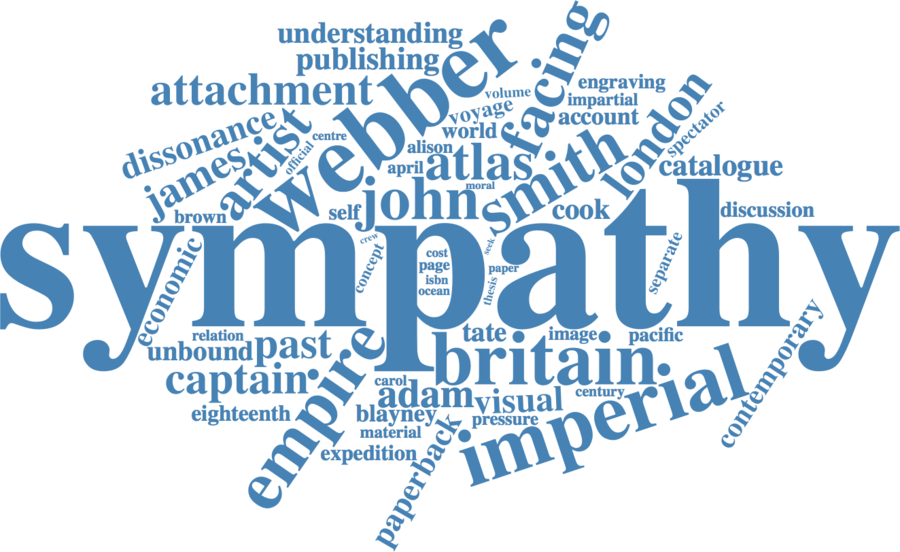 understanding
publishing
attachment
webber
facing
engraving
impartial
account
volume
voyage
world
london
spectator
dissonance
james
artist
official
centre
alison
april
atlas
moral
smith
catalogue
brown
self
john
cook
discussion
sympathy
economic
crew
concept
cost
page
isbn
ocean
seek
paper
thesis
separate
relation
unbound
past
captain
empire
eighteenth
tate
image
pacific
britain
contemporary
carol
adam
visual
century
imperial
blayney
pressure
material
expedition
paperback